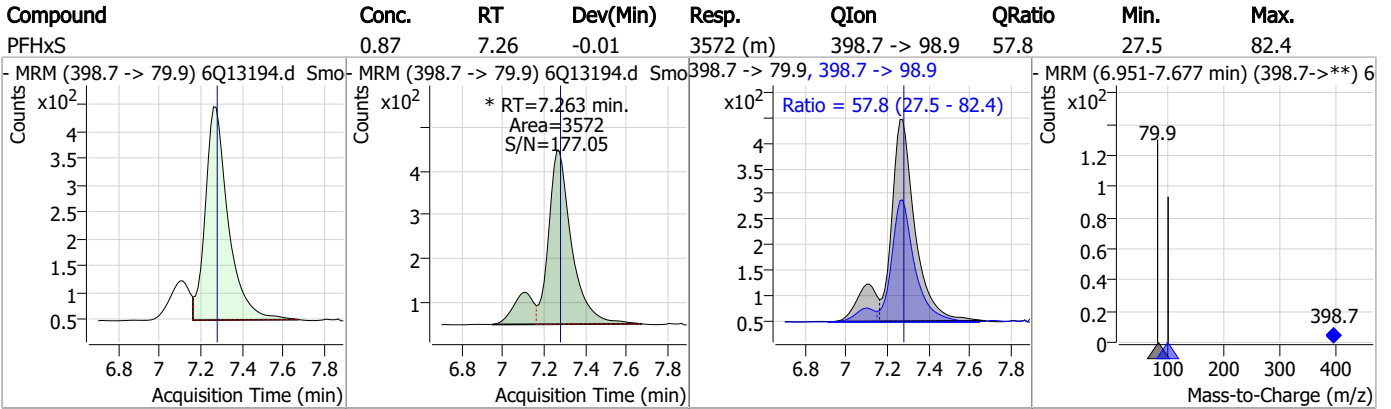 Compound Conc. RT Dev(Min) Resp. QIon QRatio Min. Max.
PFHxS 0.87 7.26 -0.01 3572 (m) 398.7 -> 98.9 57.8 27.5 82.4
- MRM (398.7 -> 79.9) 6Q13194.d Smo
Counts
x10²
4
3.5
3
2.5
2
1.5
1
0.5
6.8 7 7.2 7.4 7.6 7.8
Acquisition Time (min)
- MRM (398.7 -> 79.9) 6Q13194.d Smo
x10²
* RT=7.263 min.
Area=3572
S/N=177.05
4
3
2
1
6.8 7 7.2 7.4 7.6 7.8
Acquisition Time (min)
398.7 -> 79.9, 398.7 -> 98.9
x10²
Ratio = 57.8 (27.5 - 82.4)
4
3.5
3
2.5
2
1.5
1
0.5
6.8 7 7.2 7.4 7.6 7.8
Acquisition Time (min)
- MRM (6.951-7.677 min) (398.7->**) 6
Counts
x10²
79.9
1.2
1
0.8
0.6
0.4
0.2
0
398.7
100 200 300 400
Mass-to-Charge (m/z)